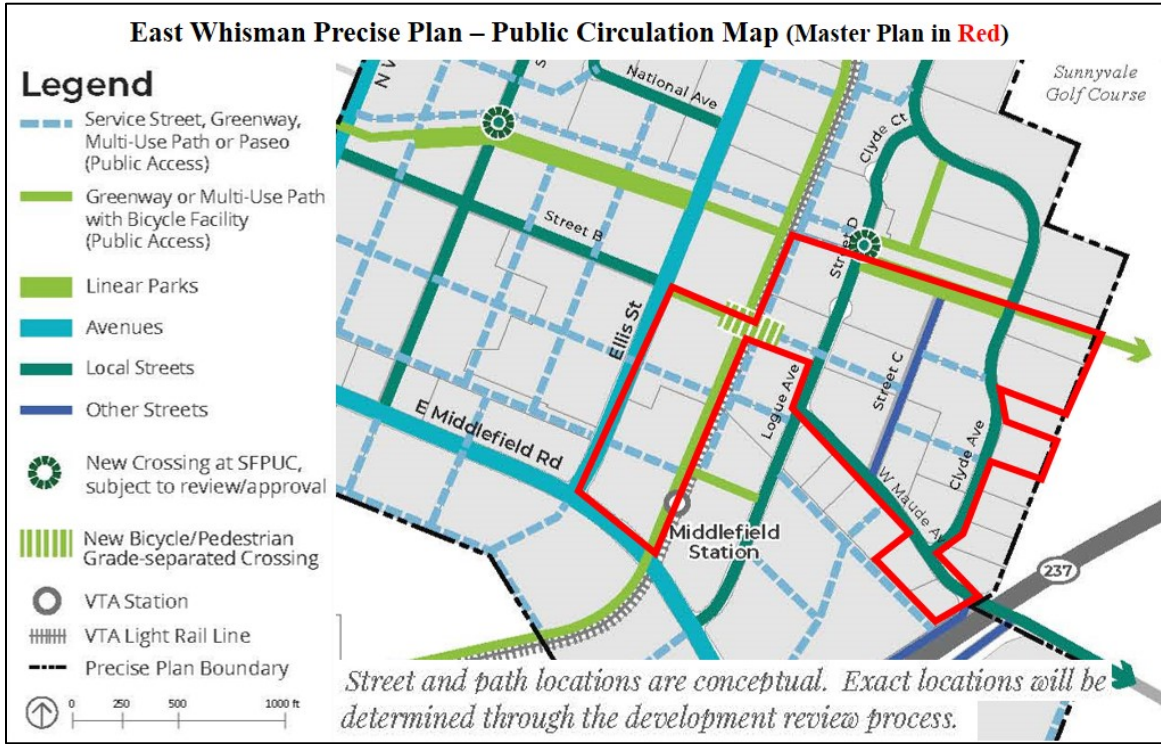 East Whisman Precise Plan – Public Circulation Map (Master Plan in Red)
Legend
Service Street, Greenway,
Multi-Use Path or Paseo
(Public Access)
Greenway or Multi-Use Path
with Bicycle Facility
(Public Access)
Linear Parks
Avenues
Local Streets
Other Streets
New Crossing at SFPUC,
subject to review/approval
New Bicycle/Pedestrian
Grade-separated Crossing
VTA Station
VTA Light Rail Line
Precise Plan Boundary
0 250 500 1000 ft
National Ave
Sunnyvale
Golf Course
Clyde Ct
Street B
Street D
Ellis St
Logue Ave
Street C
Clyde Ave
E Middlefield Rd
W Maude Ave
Middlefield
Station
237
Street and path locations are conceptual. Exact locations will be
determined through the development review process.